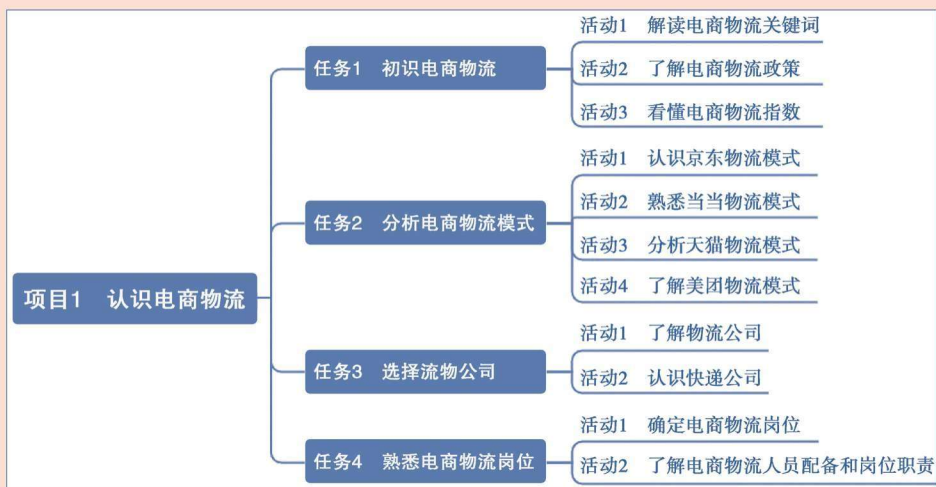 项目1 认识电商物流
任务1 初识电商物流
活动1 解读电商物流关键词
活动2 了解电商物流政策
活动3 看懂电商物流指数
任务2 分析电商物流模式
活动1 认识京东物流模式
活动2 熟悉当当物流模式
活动3 分析天猫物流模式
活动4 了解美团物流模式
任务3 选择流物公司
活动1 了解物流公司
活动2 认识快递公司
任务4 熟悉电商物流岗位
活动1 确定电商物流岗位
活动2 了解电商物流人员配备和岗位职责